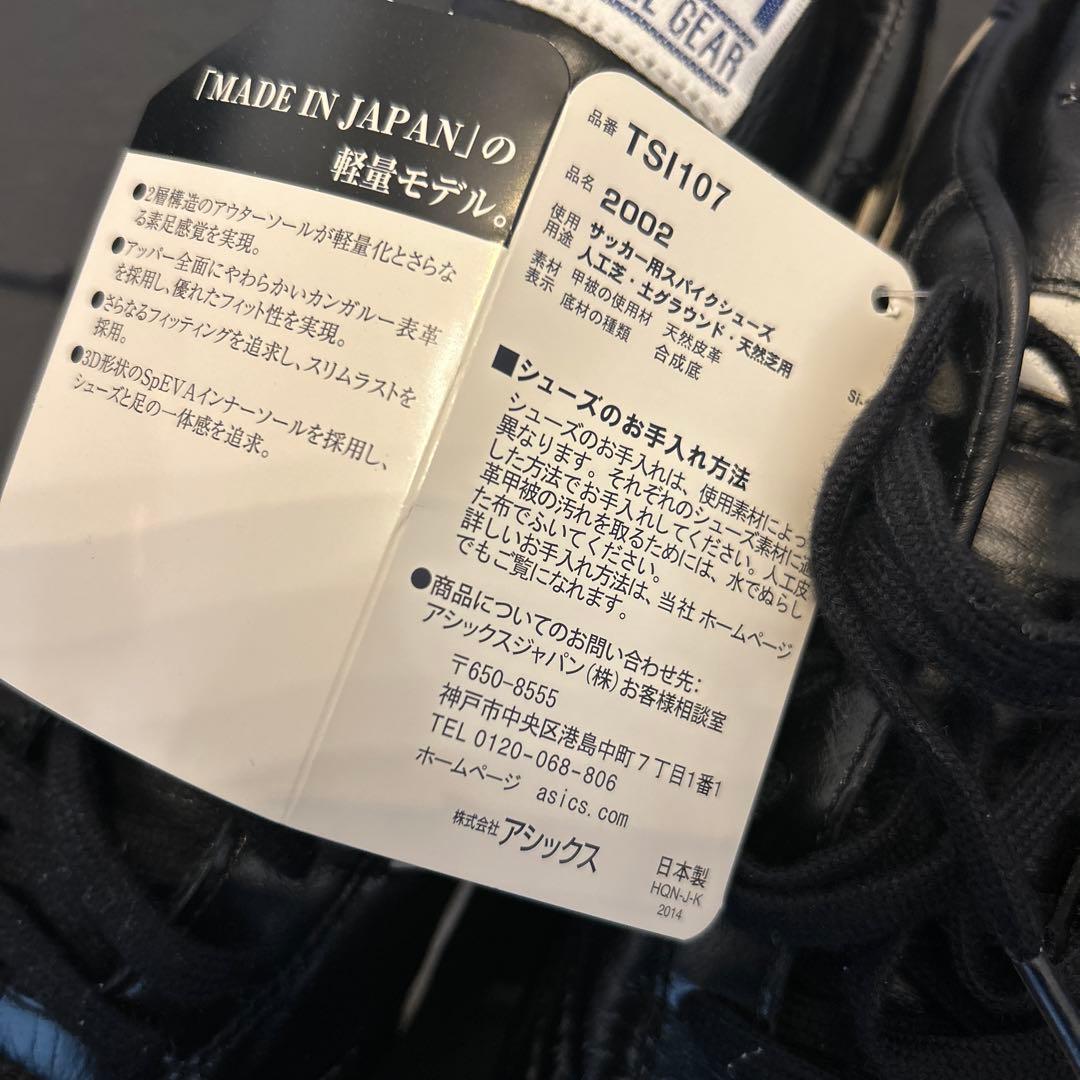 GEAR
「MADE IN JAPAN」の
軽量モデル。
●2層構造のアウターソールが軽量化とさらな
る素足感覚を実現。
●アッパー全面にやわらかいカンガルー表革
を採用し、優れたフィット性を実現。
●さらなるフィッティングを追求し、スリムラストを
採用。
●3D形状のSpEVAインナーソールを採用し、
シューズと足の一体感を追求。
品番 TSI107
品名 2002
使用用途 サッカー用スパイクシューズ
人工芝・土グラウンド・天然芝用
素材表示 甲被の使用材 天然皮革
底材の種類 合成底
■シューズのお手入れ方法
シューズのお手入れは、使用素材によっ
異なります。それぞれのシューズ素材に適
した方法でお手入れしてください。人工皮
革甲被の汚れを取るためには、水でぬらし
た布でふいてください。
詳しいお手入れ方法は、当社 ホームページ
でもご覧になれます。
●商品についてのお問い合わせ先:
アシックスジャパン(株)お客様相談室
〒650-8555
神戸市中央区港島中町7丁目1番1
TEL 0120-068-806
ホームページ asics.com
株式会社アシックス
日本製
HQN-J-K
2014